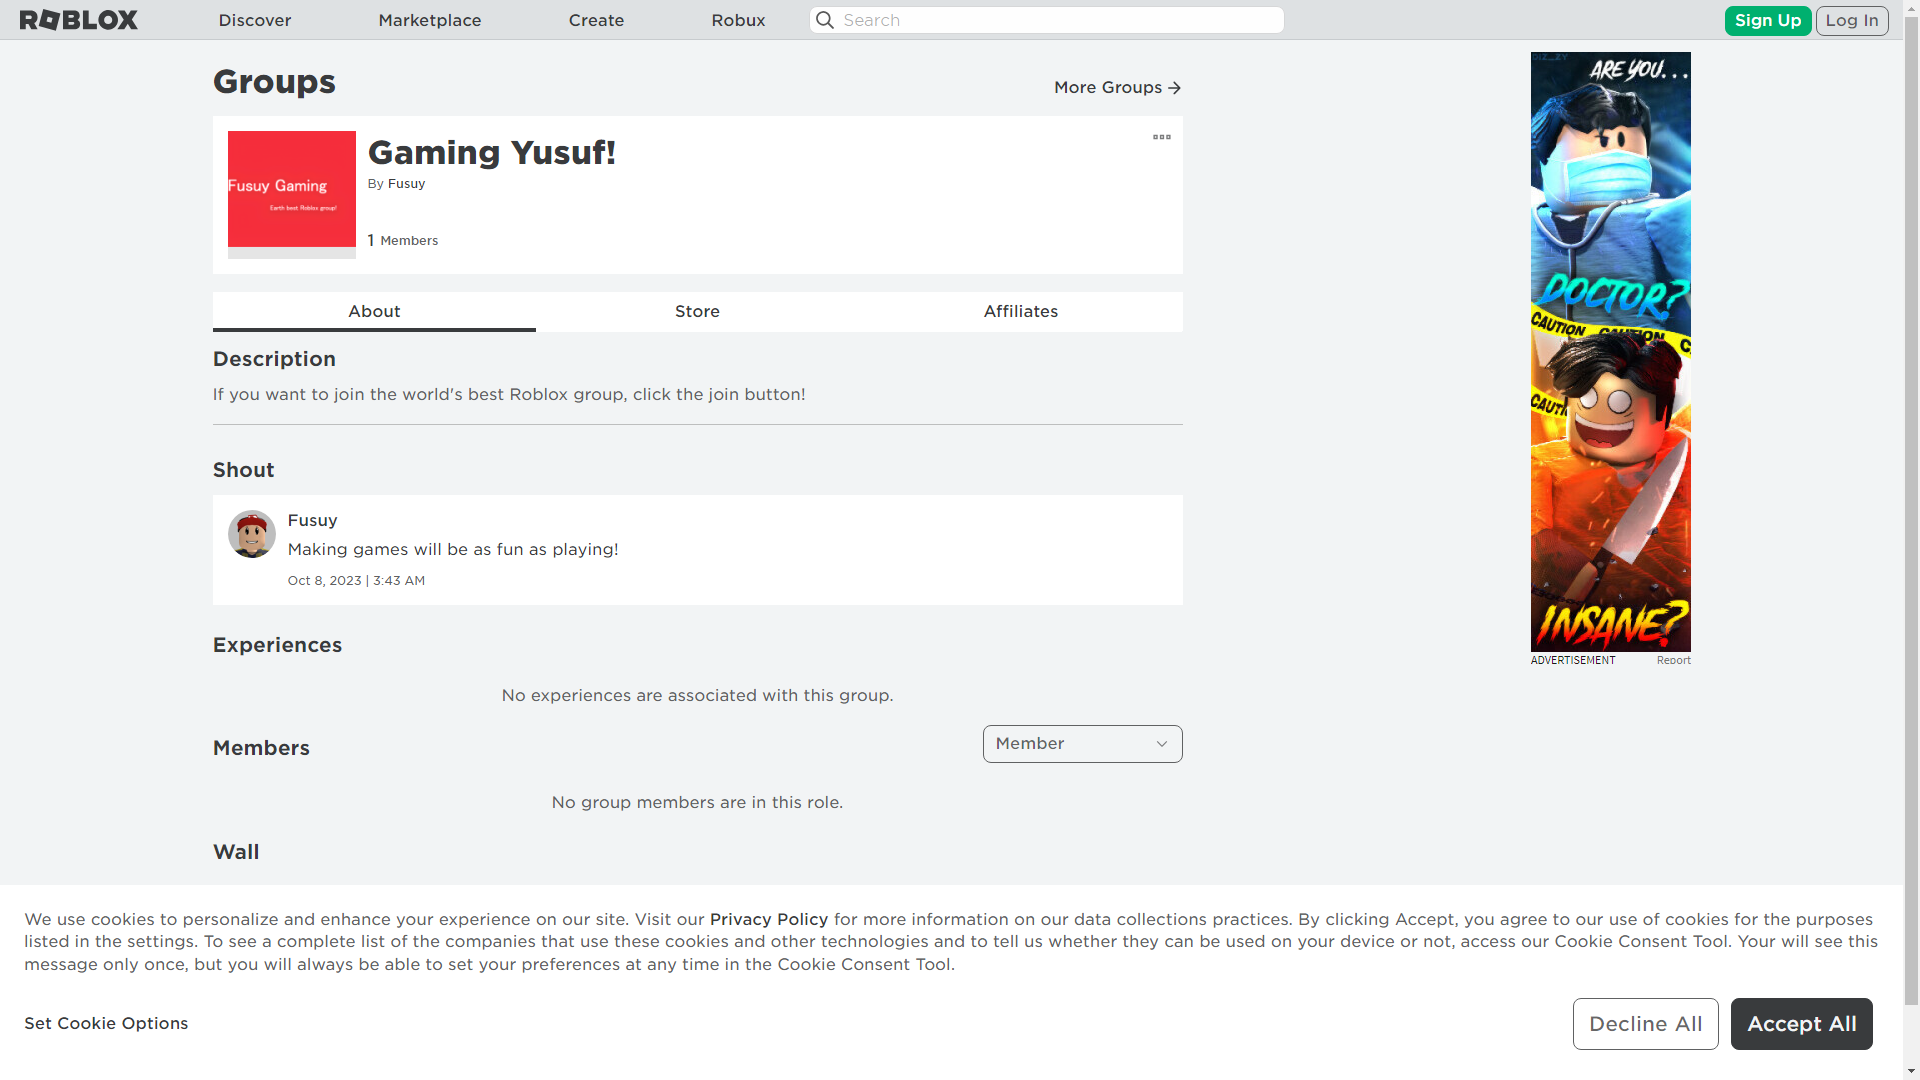 ROBLOX
Discover
Marketplace
Create
Robux
Search
Sign Up
Log In
Groups
More Groups
Fusuy Gaming
Earth best Roblox group!
Gaming Yusuf!
By Fusuy
1 Members
About
Store
Affiliates
Description
If you want to join the world's best Roblox group, click the join button!
Shout
Fusuy
Making games will be as fun as playing!
Oct 8, 2023 | 3:43 AM
Experiences
No experiences are associated with this group.
Members
Member
No group members are in this role.
Wall
ARE YOU...
DOCTOR?
CAUTION CAUTION C
CAUTI
INSANE?
ADVERTISEMENT
Report
We use cookies to personalize and enhance your experience on our site. Visit our Privacy Policy for more information on our data collections practices. By clicking Accept, you agree to our use of cookies for the purposes
listed in the settings. To see a complete list of the companies that use these cookies and other technologies and to tell us whether they can be used on your device or not, access our Cookie Consent Tool. Your will see this
message only once, but you will always be able to set your preferences at any time in the Cookie Consent Tool.
Set Cookie Options
Decline All
Accept All